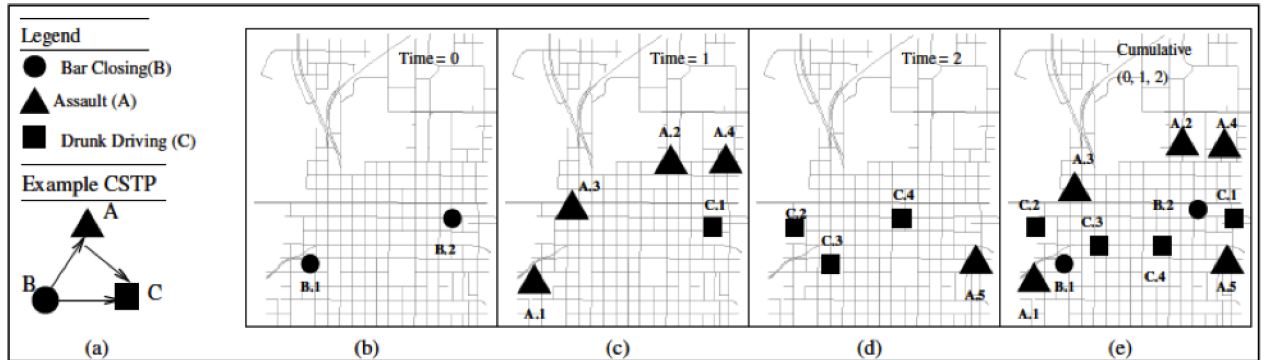 Legend
Bar Closing(B)
Assault (A)
Drunk Driving (C)
Example CSTP
A
B
C
(a)
Time = 0
B.2
B.1
(b)
Time = 1
A.2
A.4
A.3
C.1
A.1
(c)
Time = 2
C.4
C.2
C.3
A.5
(d)
Cumulative
(0, 1, 2)
A.2
A.4
A.3
C.1
C.2
B.2
C.3
B.1
C.4
A.5
A.1
(e)